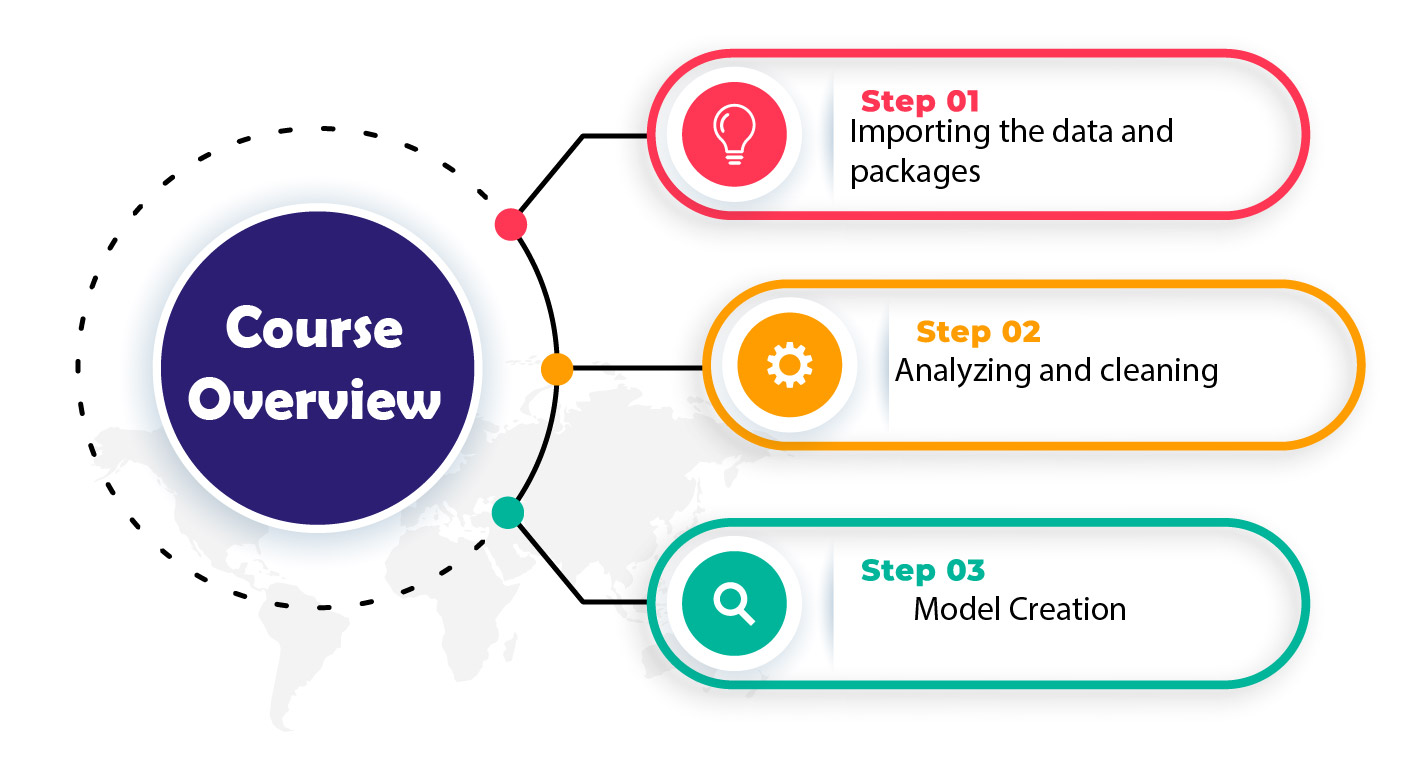 Course
Overview
Step 01
Importing the data and
packages
Step 02
Analyzing and cleaning
Step 03
Model Creation